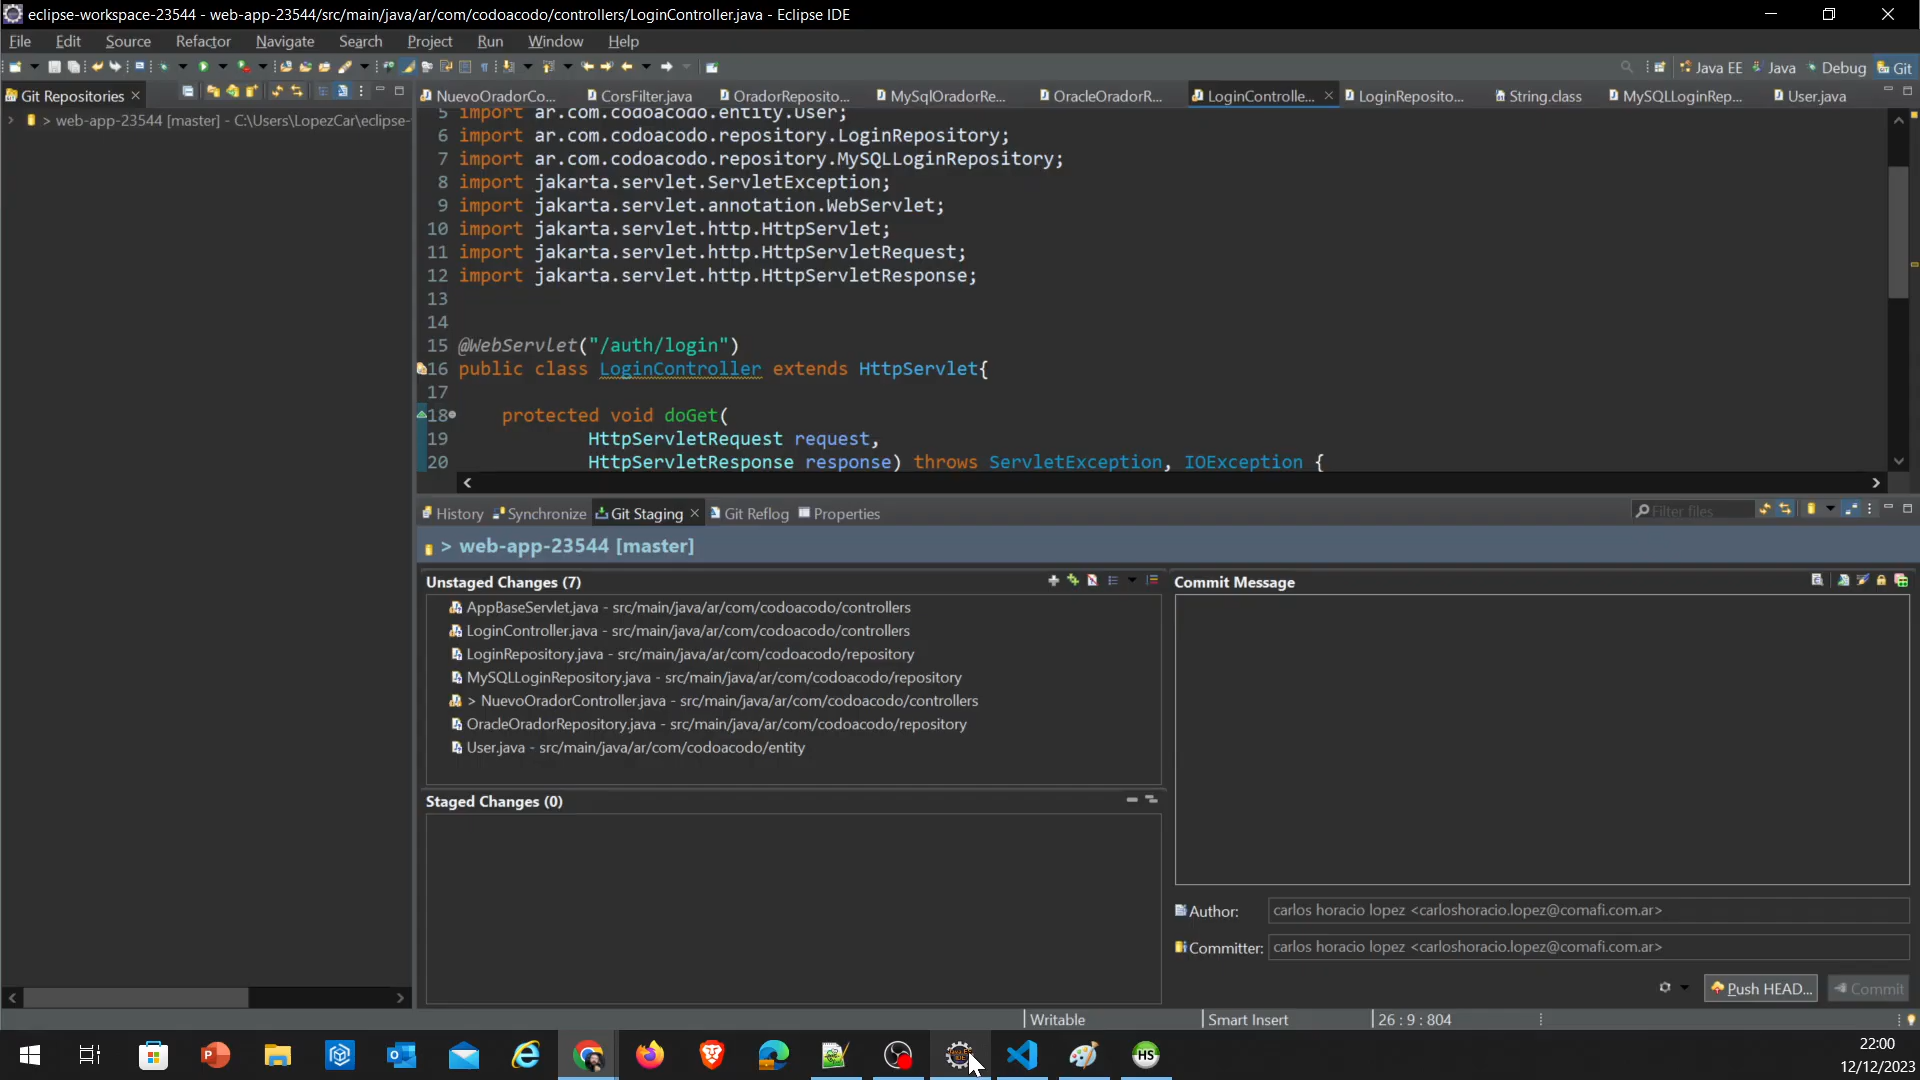 eclipse-workspace-23544 - web-app-23544/src/main/java/ar/com/codoacodo/controllers/LoginController.java - Eclipse IDE
File Edit Source Refactor Navigate Search Project Run Window Help
Java EE Java Debug Git
Git Repositories
> web-app-23544 [master] - C:\Users\LopezCar\eclipse-
NuevoOradorCo... CorsFilter.java OradorReposito... MySqlOradorRe... OracleOradorR... LoginControlle... LoginReposito... String.class MySQLLoginRep... User.java
5 import ar.com.codoacodo.entity.User;
6 import ar.com.codoacodo.repository.LoginRepository;
7 import ar.com.codoacodo.repository.MySQLLoginRepository;
8 import jakarta.servlet.ServletException;
9 import jakarta.servlet.annotation.WebServlet;
10 import jakarta.servlet.http.HttpServlet;
11 import jakarta.servlet.http.HttpServletRequest;
12 import jakarta.servlet.http.HttpServletResponse;
13
14
15 @WebServlet("/auth/login")
16 public class LoginController extends HttpServlet{
17
18 protected void doGet(
19 HttpServletRequest request,
20 HttpServletResponse response) throws ServletException, IOException {
History Synchronize Git Staging Git Reflog Properties
Filter files
> web-app-23544 [master]
Unstaged Changes (7)
AppBaseServlet.java - src/main/java/ar/com/codoacodo/controllers
LoginController.java - src/main/java/ar/com/codoacodo/controllers
LoginRepository.java - src/main/java/ar/com/codoacodo/repository
MySQLLoginRepository.java - src/main/java/ar/com/codoacodo/repository
> NuevoOradorController.java - src/main/java/ar/com/codoacodo/controllers
OracleOradorRepository.java - src/main/java/ar/com/codoacodo/repository
User.java - src/main/java/ar/com/codoacodo/entity
Staged Changes (0)
Commit Message
Author: carlos horacio lopez <carloshoracio.lopez@comafi.com.ar>
Committer: carlos horacio lopez <carloshoracio.lopez@comafi.com.ar>
Push HEAD... Commit
Writable Smart Insert 26 : 9 : 804
22:00
12/12/2023